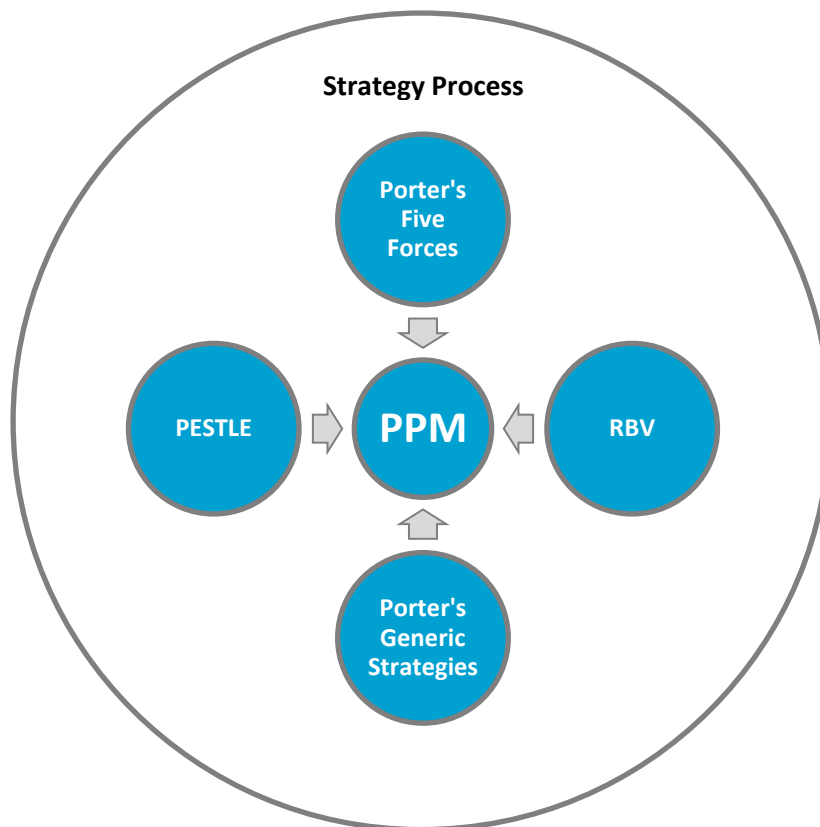 Strategy Process
Porter's
Five
Forces
PESTLE
PPM
RBV
Porter's
Generic
Strategies